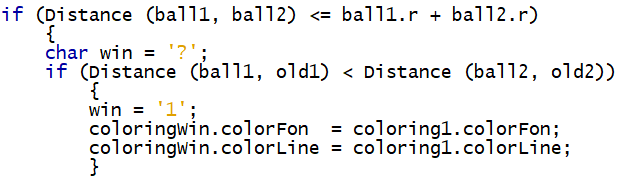 if (Distance (ball1, ball2) <= ball1.r + ball2.r)
{
char win = '?';
if (Distance (ball1, old1) < Distance (ball2, old2))
{
win = '1';
coloringWin.colorFon  = coloring1.colorFon;
coloringWin.colorLine = coloring1.colorLine;
}